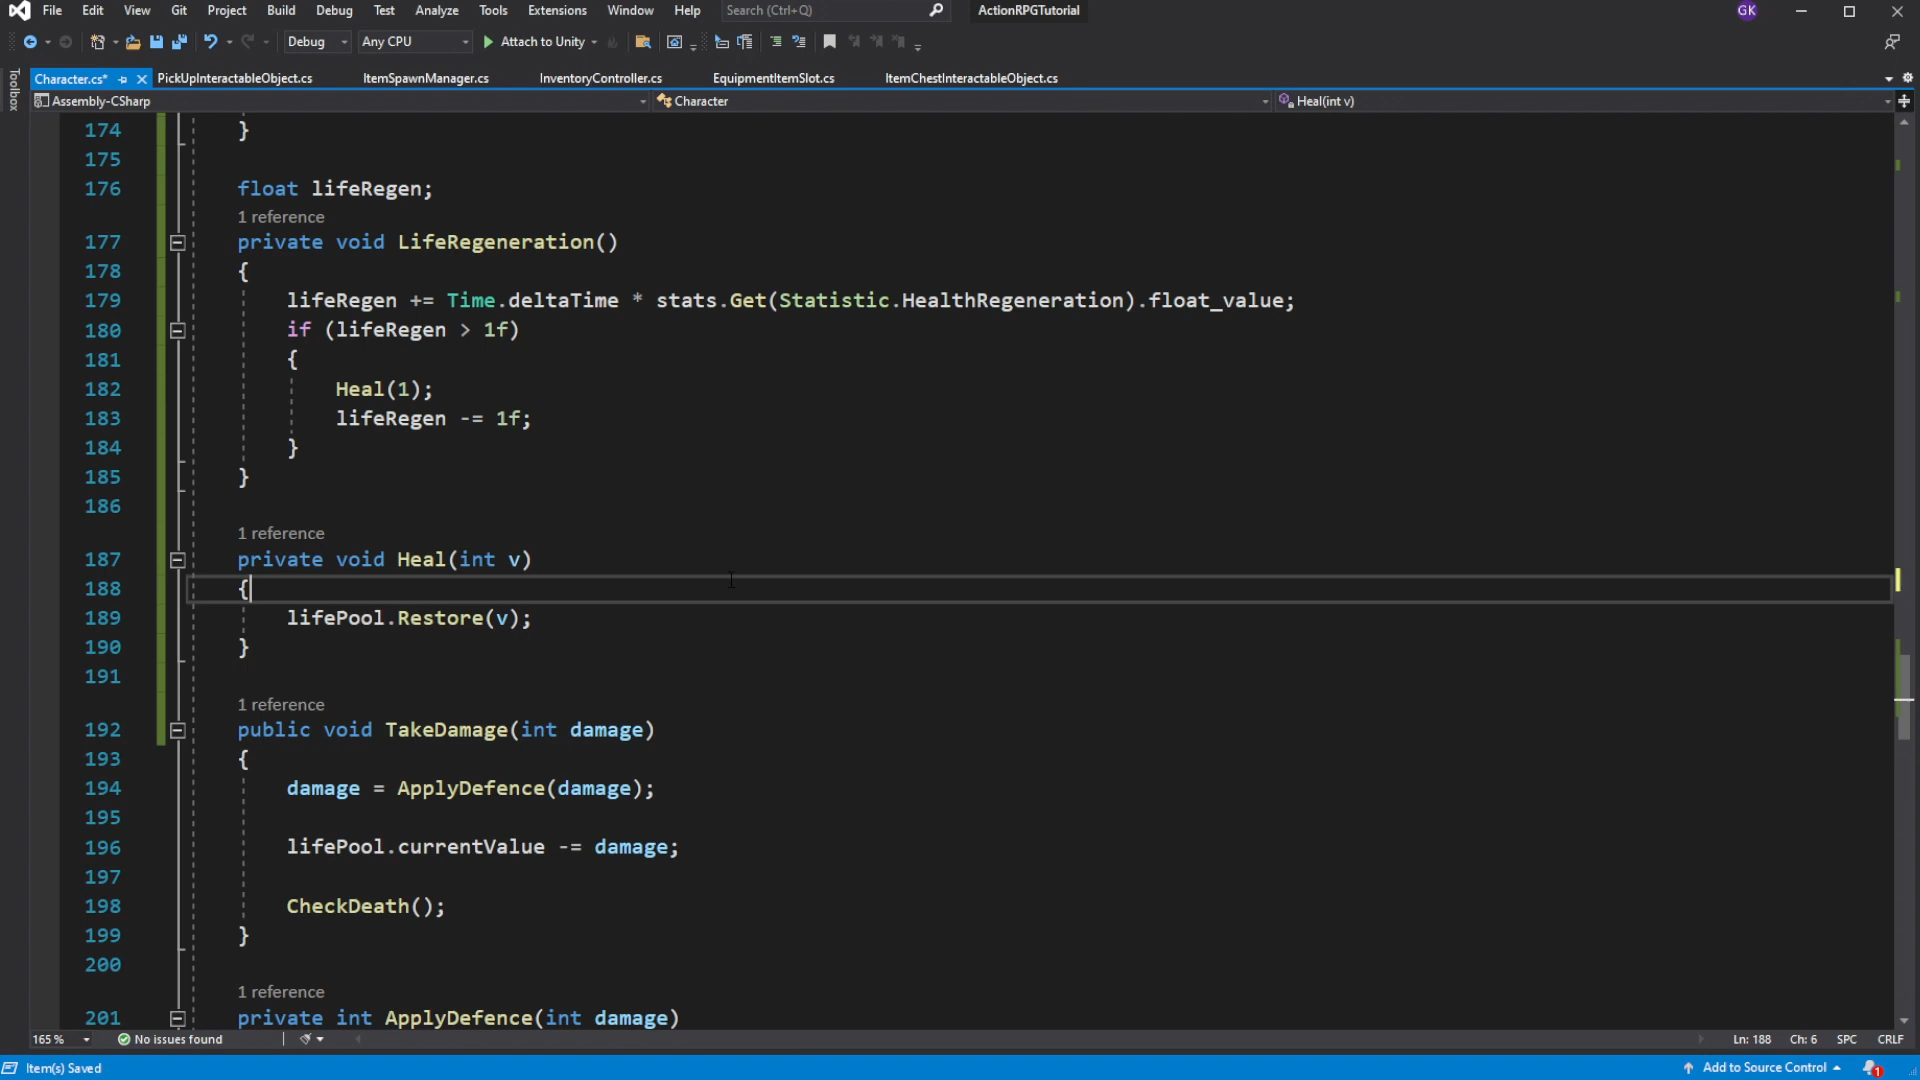 File Edit View Git Project Build Debug Test Analyze Tools Extensions Window Help Search (Ctrl+Q) ActionRPGTutorial GK
Debug Any CPU Attach to Unity
Toolbox
Character.cs* PickUpInteractableObject.cs ItemSpawnManager.cs InventoryController.cs EquipmentItemSlot.cs ItemChestInteractableObject.cs
Assembly-CSharp Character Heal(int v)
174 }
175
176 float lifeRegen;
1 reference
177 private void LifeRegeneration()
178 {
179 lifeRegen += Time.deltaTime * stats.Get(Statistic.HealthRegeneration).float_value;
180 if (lifeRegen > 1f)
181 {
182 Heal(1);
183 lifeRegen -= 1f;
184 }
185 }
186
1 reference
187 private void Heal(int v)
188 {
189 lifePool.Restore(v);
190 }
191
1 reference
192 public void TakeDamage(int damage)
193 {
194 damage = ApplyDefence(damage);
195
196 lifePool.currentValue -= damage;
197
198 CheckDeath();
199 }
200
1 reference
201 private int ApplyDefence(int damage)
165 % No issues found Ln: 188 Ch: 6 SPC CRLF
Item(s) Saved Add to Source Control 1